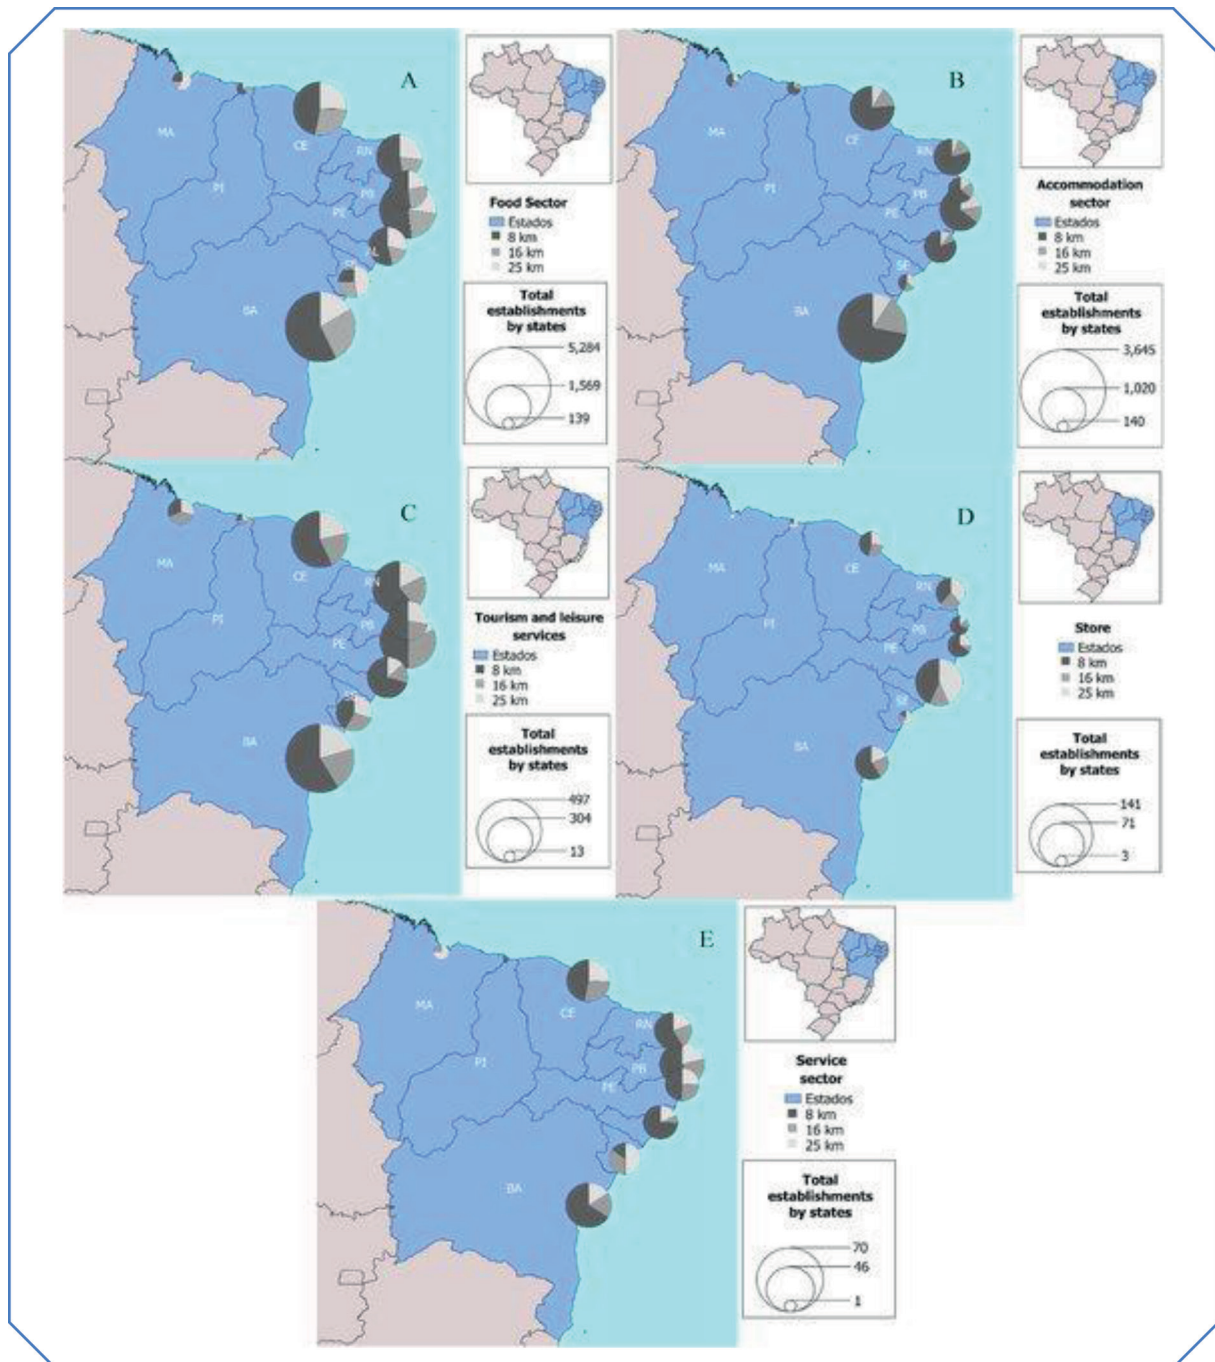 A
MA
PI
CE
RN
PB
PE
SE
BA
Food Sector
Estados
8 km
16 km
25 km
Total
establishments
by states
5,284
1,569
139
B
MA
PI
CE
RN
PB
PE
SE
BA
Accommodation
sector
Estados
8 km
16 km
25 km
Total
establishments
by states
3,645
1,020
140
C
MA
PI
CE
RN
PB
PE
BA
Tourism and leisure
services
Estados
8 km
16 km
25 km
Total
establishments
by states
497
304
13
D
MA
PI
CE
RN
PB
PE
SE
BA
Store
Estados
8 km
16 km
25 km
Total
establishments
by states
141
71
3
E
MA
PI
CE
RN
PB
PE
BA
Service
sector
Estados
8 km
16 km
25 km
Total
establishments
by states
70
46
1